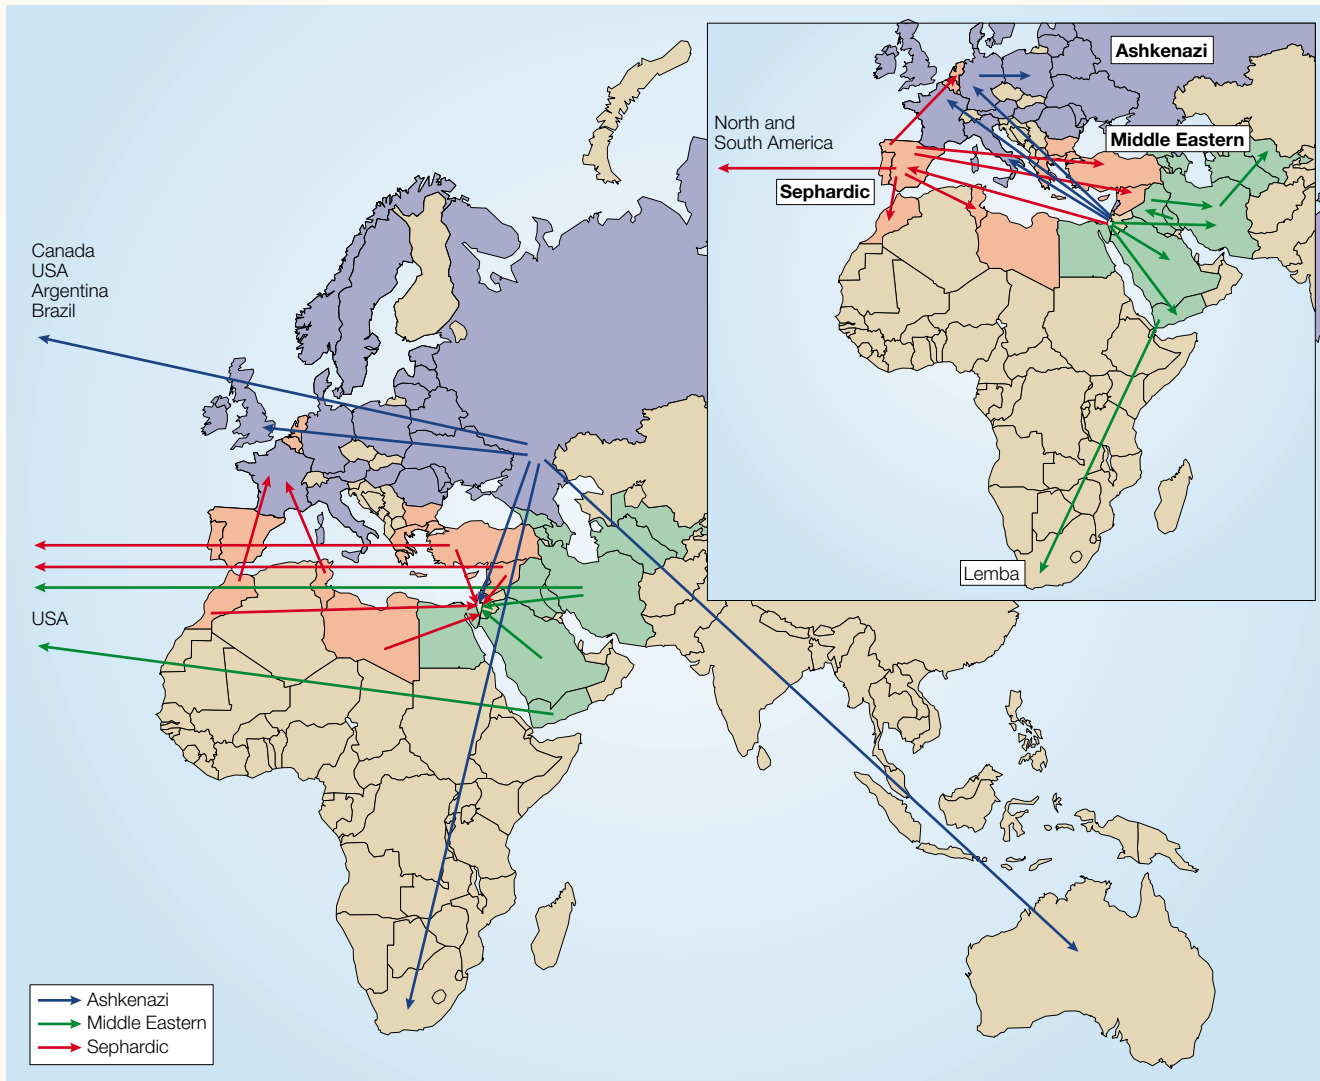 Ashkenazi
North and
South America
Middle Eastern
Sephardic
Canada
USA
Argentina
Brazil
Lemba
USA
Ashkenazi
Middle Eastern
Sephardic